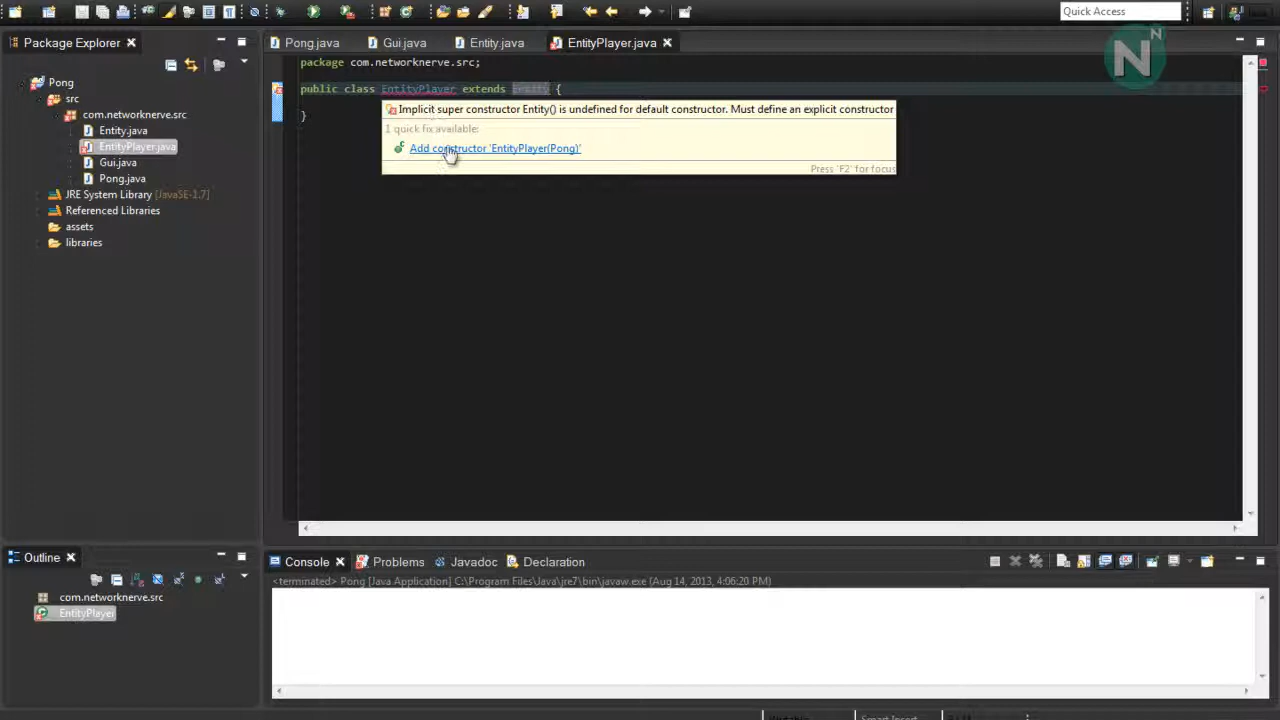 Quick Access
Package Explorer
Pong.java
Gui.java
Entity.java
EntityPlayer.java
N N
package com.networknerve.src;
public class EntityPlayer extends Entity {
}
Implicit super constructor Entity() is undefined for default constructor. Must define an explicit constructor
1 quick fix available:
Add constructor 'EntityPlayer(Pong)'
Press 'F2' for focus
Pong
src
com.networknerve.src
Entity.java
EntityPlayer.java
Gui.java
Pong.java
JRE System Library [JavaSE-1.7]
Referenced Libraries
assets
libraries
Outline
com.networknerve.src
EntityPlayer
Console
Problems
Javadoc
Declaration
<terminated> Pong [Java Application] C:\Program Files\Java\jre7\bin\javaw.exe (Aug 14, 2013, 4:06:20 PM)
Writable
Smart Insert